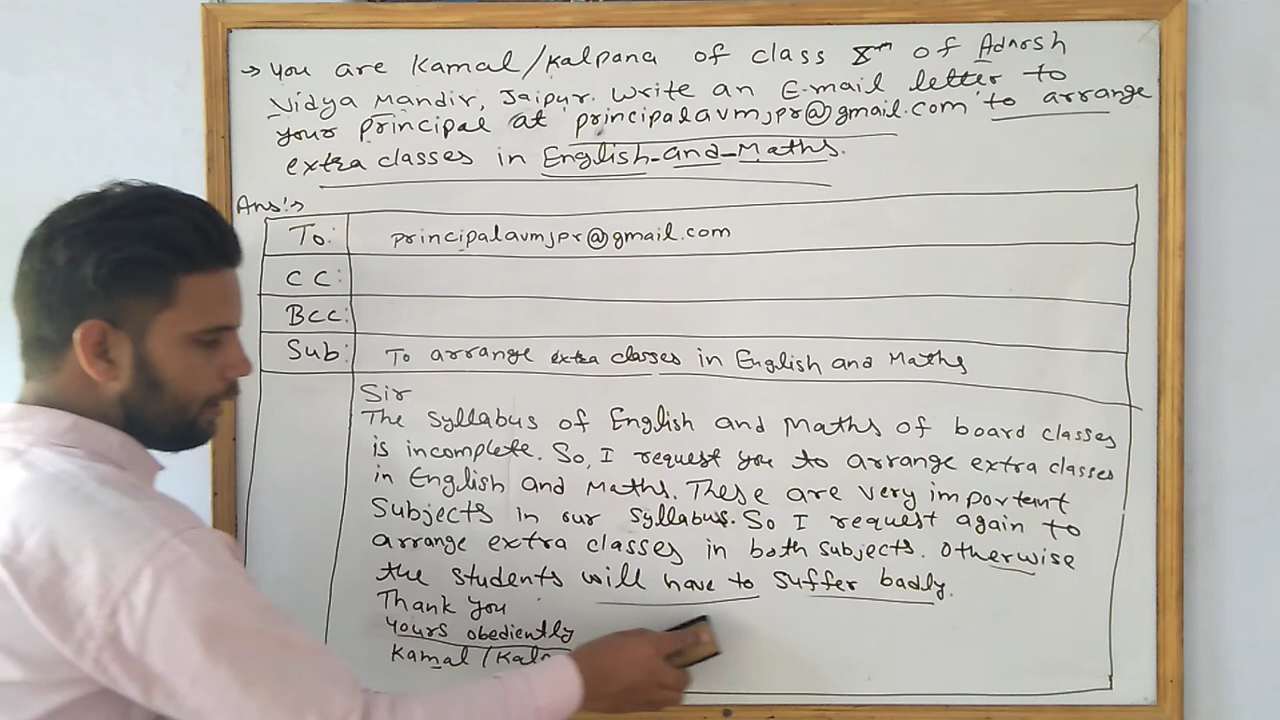 → You are Kamal/Kalpana of class Xth of Adarsh
Vidya Mandir, Jaipur. Write an E-mail letter to
your principal at principalavmjpr@gmail.com to arrange
extra classes in English and Maths.
Ans:→
To: principalavmjpr@gmail.com
CC:
Bcc:
Sub: To arrange extra classes in English and Maths
Sir
The syllabus of English and Maths of board classes
is incomplete. So, I request you to arrange extra classes
in English and Maths. These are very important
Subjects in our syllabus. So I request again to
arrange extra classes in both subjects. Otherwise
the students will have to suffer badly.
Thank you
Yours obediently
Kamal /